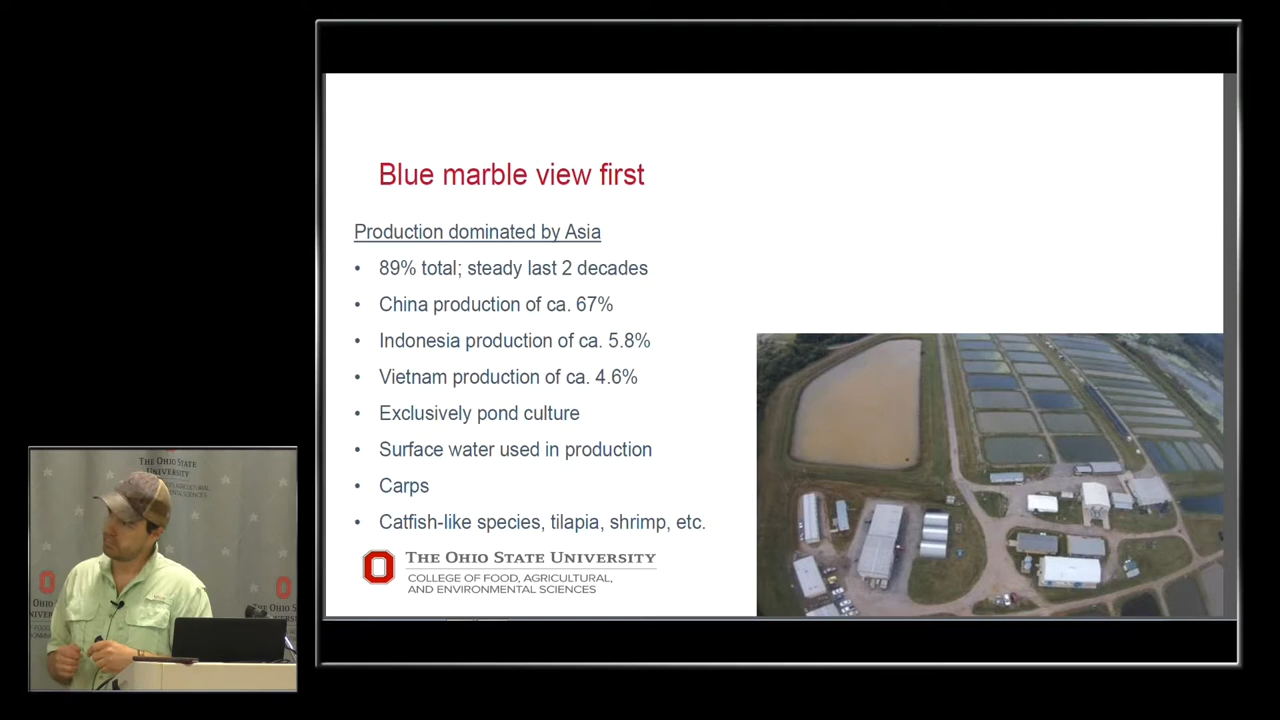 Blue marble view first
Production dominated by Asia
• 89% total; steady last 2 decades
• China production of ca. 67%
• Indonesia production of ca. 5.8%
• Vietnam production of ca. 4.6%
• Exclusively pond culture
• Surface water used in production
• Carps
• Catfish-like species, tilapia, shrimp, etc.
THE OHIO STATE UNIVERSITY
COLLEGE OF FOOD, AGRICULTURAL,
AND ENVIRONMENTAL SCIENCES
THE OHIO STATE
UNIVERSITY